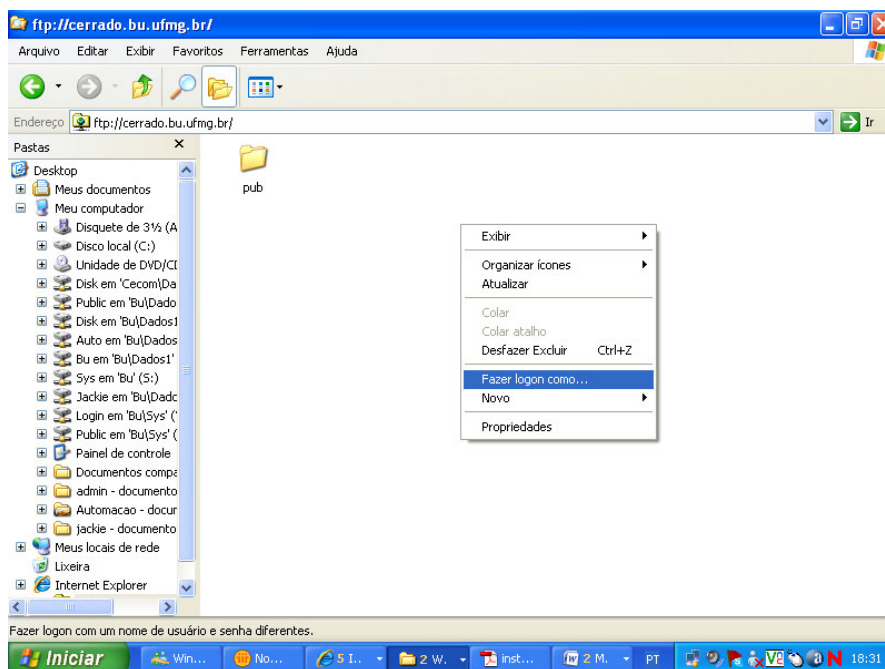 ftp://cerrado.bu.ufmg.br/
Arquivo Editar Exibir Favoritos Ferramentas Ajuda
Endereço ftp://cerrado.bu.ufmg.br/ Ir
Pastas
Desktop
Meus documentos
Meu computador
Disquete de 3½ (A
Disco local (C:)
Unidade de DVD/CD
Disk em 'Cecom\Da
Public em 'Bu\Dado
Disk em 'Bu\Dados1
Auto em 'Bu\Dados
Bu em 'Bu\Dados1'
Sys em 'Bu' (S:)
Jackie em 'Bu\Dado
Login em 'Bu\Sys' (
Public em 'Bu\Sys' (
Painel de controle
Documentos compa
admin - documento
Automacao - docur
jackie - documento
Meus locais de rede
Lixeira
Internet Explorer
pub
Exibir
Organizar ícones
Atualizar
Colar
Colar atalho
Desfazer Excluir Ctrl+Z
Fazer logon como...
Novo
Propriedades
Fazer logon com um nome de usuário e senha diferentes.
Iniciar Win... No... 5 I... 2 W. inst... 2 M. PT 18:31